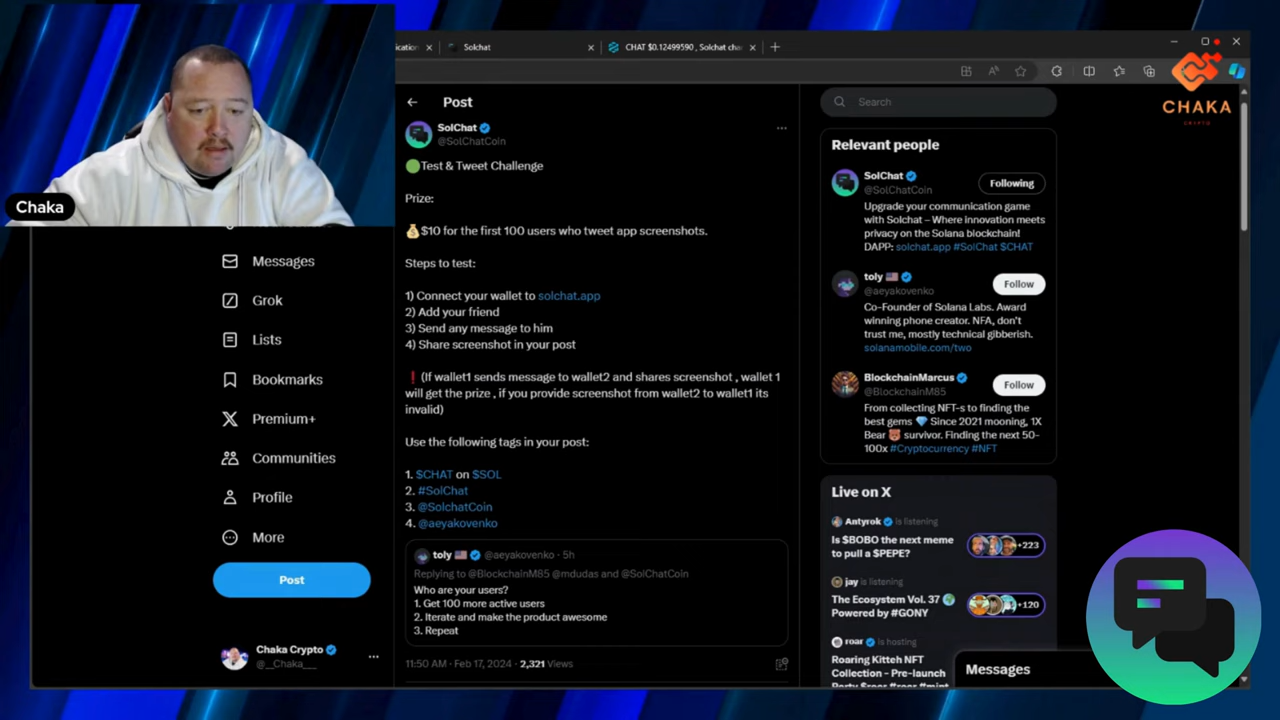 Chaka
Solchat
CHAT $0.12499590 , Solchat cha
CHAKA
CRYPTO
Messages
Grok
Lists
Bookmarks
Premium+
Communities
Profile
More
Post
Chaka Crypto
@__Chaka___
Post
SolChat
@SolChatCoin
Test & Tweet Challenge
Prize:
💰$10 for the first 100 users who tweet app screenshots.
Steps to test:
1) Connect your wallet to solchat.app
2) Add your friend
3) Send any message to him
4) Share screenshot in your post
❗ (If wallet1 sends message to wallet2 and shares screenshot , wallet 1
will get the prize , if you provide screenshot from wallet2 to wallet1 its
invalid)
Use the following tags in your post:
1. $CHAT on $SOL
2. #SolChat
3. @SolchatCoin
4. @aeyakovenko
toly 🇺🇸 @aeyakovenko · 5h
Replying to @BlockchainM85 @mdudas and @SolChatCoin
Who are your users?
1. Get 100 more active users
2. Iterate and make the product awesome
3. Repeat
11:50 AM · Feb 17, 2024 · 2,321 Views
Search
Relevant people
SolChat
@SolChatCoin
Following
Upgrade your communication game
with Solchat – Where innovation meets
privacy on the Solana blockchain!
DAPP: solchat.app #SolChat $CHAT
toly 🇺🇸
@aeyakovenko
Follow
Co-Founder of Solana Labs. Award
winning phone creator. NFA, don't
trust me, mostly technical gibberish.
solanamobile.com/two
BlockchainMarcus
@BlockchainM85
Follow
From collecting NFT-s to finding the
best gems 💎 Since 2021 mooning, 1X
Bear 🐻 survivor. Finding the next 50-
100x #Cryptocurrency #NFT
Live on X
Antyrok is listening
Is $BOBO the next meme
to pull a $PEPE?
+223
jay is listening
The Ecosystem Vol. 37 🌍
Powered by #GONY
+120
roar is hosting
Roaring Kitteh NFT
Collection - Pre-launch
Messages